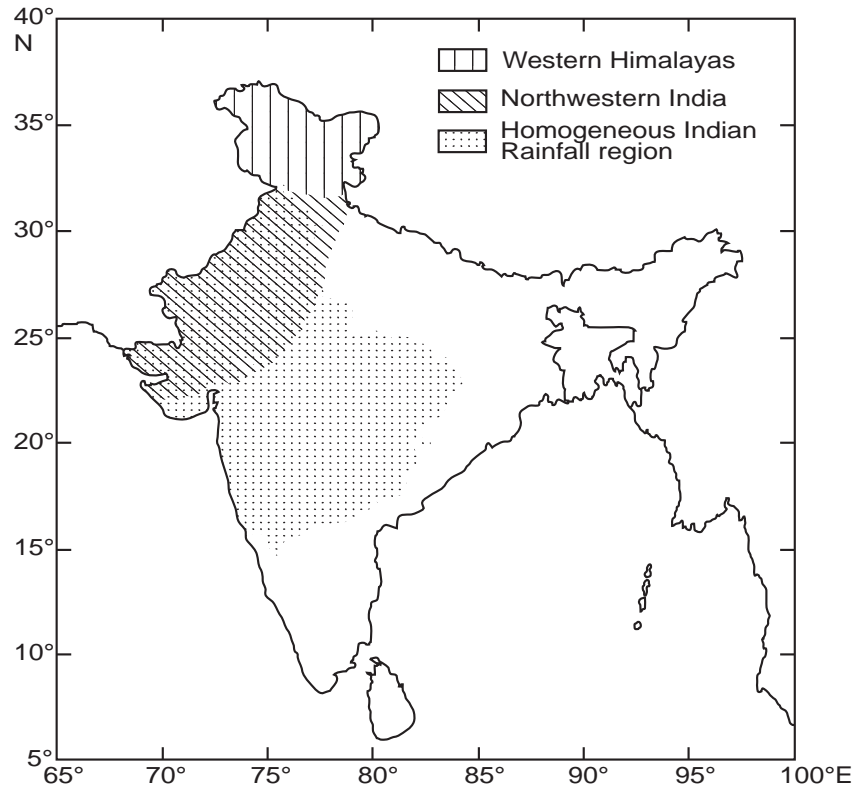 40°
N
35°
30°
25°
20°
15°
10°
5°
65°
70°
75°
80°
85°
90°
95°
100°E
Western Himalayas
Northwestern India
Homogeneous Indian
Rainfall region